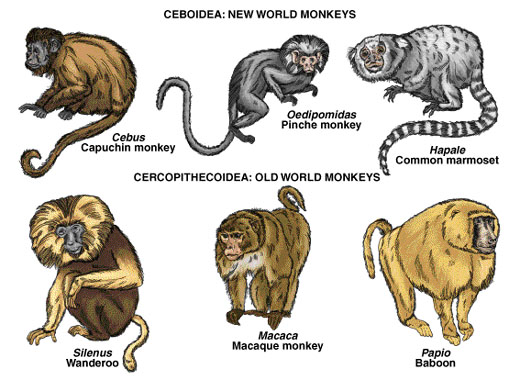 CEBOIDEA: NEW WORLD MONKEYS
Cebus
Capuchin monkey
Oedipomidas
Pinche monkey
Hapale
Common marmoset
CERCOPITHECOIDEA: OLD WORLD MONKEYS
Silenus
Wanderoo
Macaca
Macaque monkey
Papio
Baboon